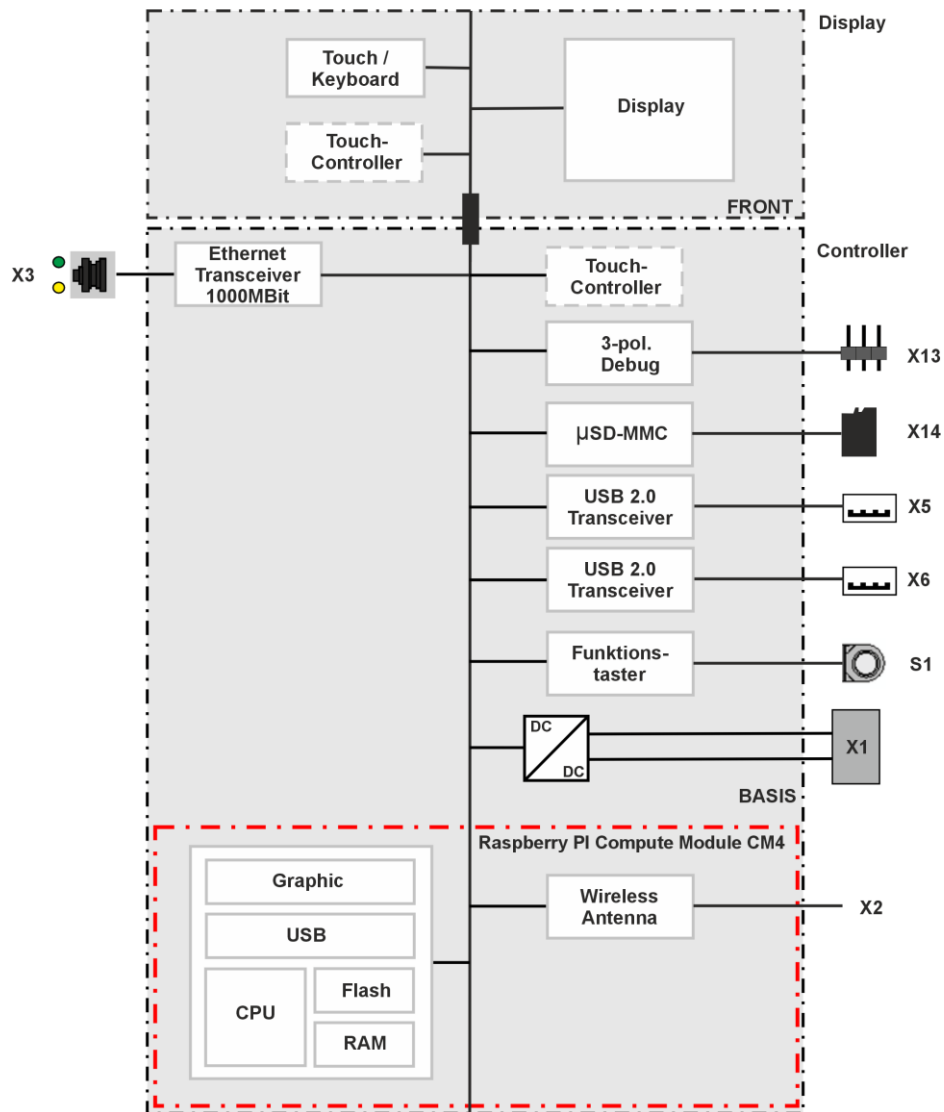 Display
Touch /
Keyboard
Display
Touch-
Controller
FRONT
Controller
X3
Ethernet
Transceiver
1000MBit
Touch-
Controller
3-pol.
Debug
X13
µSD-MMC
X14
USB 2.0
Transceiver
X5
USB 2.0
Transceiver
X6
Funktions-
taster
S1
DC
DC
X1
BASIS
Raspberry PI Compute Module CM4
Graphic
USB
CPU
Flash
RAM
Wireless
Antenna
X2